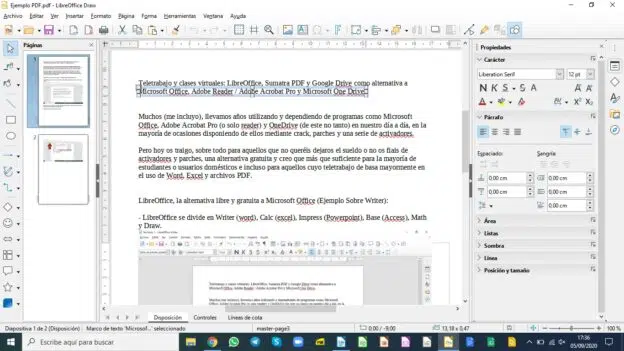 Ejemplo PDF.pdf - LibreOffice Draw
Archivo Editar Ver Insertar Formato Página Forma Herramientas Ventana Ayuda
Páginas
1
2
Teletrabajo y clases virtuales: LibreOffice, Sumatra PDF y Google Drive como alternativa a
Microsoft Office, Adobe Reader / Adobe Acrobat Pro y Microsoft One Drive
Muchos (me incluyo), llevamos años utilizando y dependiendo de programas como Microsoft
Office, Adobe Acrobat Pro (o solo reader) y OneDrive (de este no tanto) en nuestro día a día, en la
mayoría de ocasiones disponiendo de ellos mediante crack, parches y una serie de activadores.
Pero hoy os traigo, sobre todo para aquellos que no queréis dejaros el sueldo o no os fiais de
activadores y parches, una alternativa gratuita y creo que más que suficiente para la mayoría de
estudiantes o usuarios domésticos e incluso para aquellos cuyo teletrabajo de basa mayormente en
el uso de Word, Excel y archivos PDF.
LibreOffice, la alternativa libre y gratuita a Microsoft Office (Ejemplo Sobre Writer):
- LibreOffice se divide en Writer (word), Calc (excel), Impress (Powerpoint), Base (Access), Math
y Draw.
Propiedades
Carácter
Liberation Serif
12 pt
Párrafo
Espaciado:
Sangría
0,00 cm
0,00 cm
0,00 cm
0,00 cm
0,00 cm
Área
Listas
Sombra
Línea
Posición y tamaño
Disposición Controles Líneas de cota
Diapositiva 1 de 2 (Disposición) Marco de texto 'Microsof...' seleccionado master-page3 0,00 / -9,00 13,18 x 0,47 100 %
Escribe aquí para buscar
17:36
05/09/2020